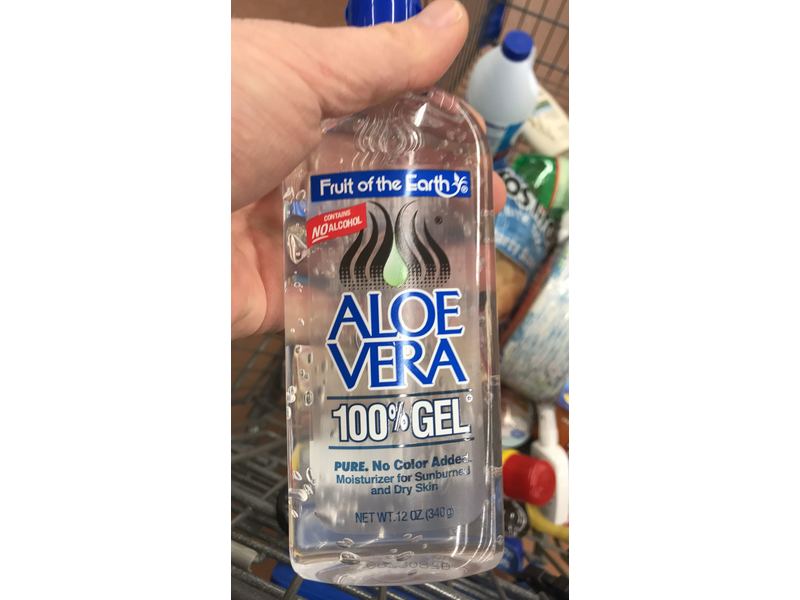 Fruit of the Earth ®
CONTAINS
NO ALCOHOL
®
ALOE
VERA
100% GEL
PURE. No Color Added.
Moisturizer for Sunburned
and Dry Skin
NET WT. 12 OZ. (340g)